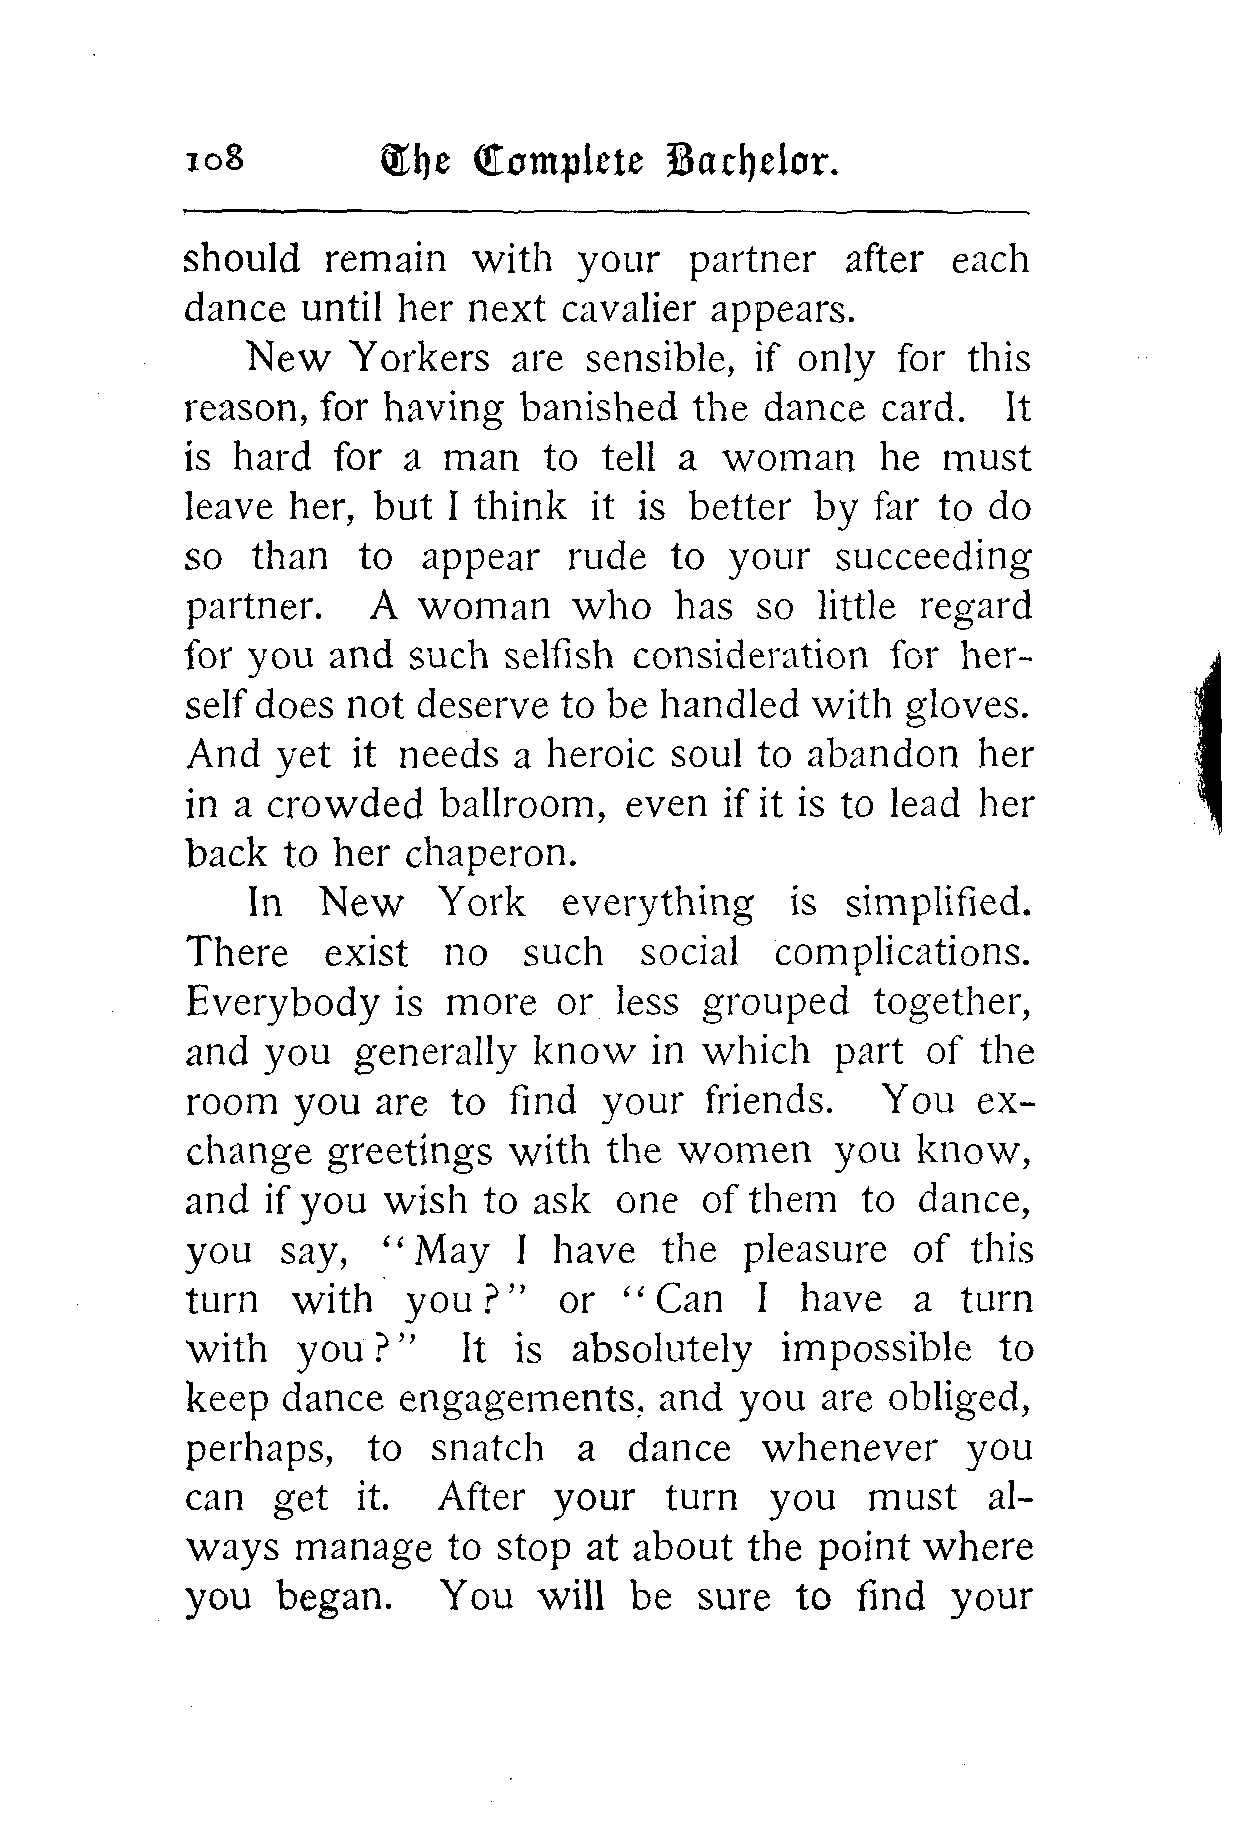 108 The Complete Bachelor.
should remain with your partner after each
dance until her next cavalier appears.
New Yorkers are sensible, if only for this
reason, for having banished the dance card. It
is hard for a man to tell a woman he must
leave her, but I think it is better by far to do
so than to appear rude to your succeeding
partner. A woman who has so little regard
for you and such selfish consideration for her-
self does not deserve to be handled with gloves.
And yet it needs a heroic soul to abandon her
in a crowded ballroom, even if it is to lead her
back to her chaperon.
In New York everything is simplified.
There exist no such social complications.
Everybody is more or less grouped together,
and you generally know in which part of the
room you are to find your friends. You ex-
change greetings with the women you know,
and if you wish to ask one of them to dance,
you say, “May I have the pleasure of this
turn with you?” or “Can I have a turn
with you?” It is absolutely impossible to
keep dance engagements, and you are obliged,
perhaps, to snatch a dance whenever you
can get it. After your turn you must al-
ways manage to stop at about the point where
you began. You will be sure to find your